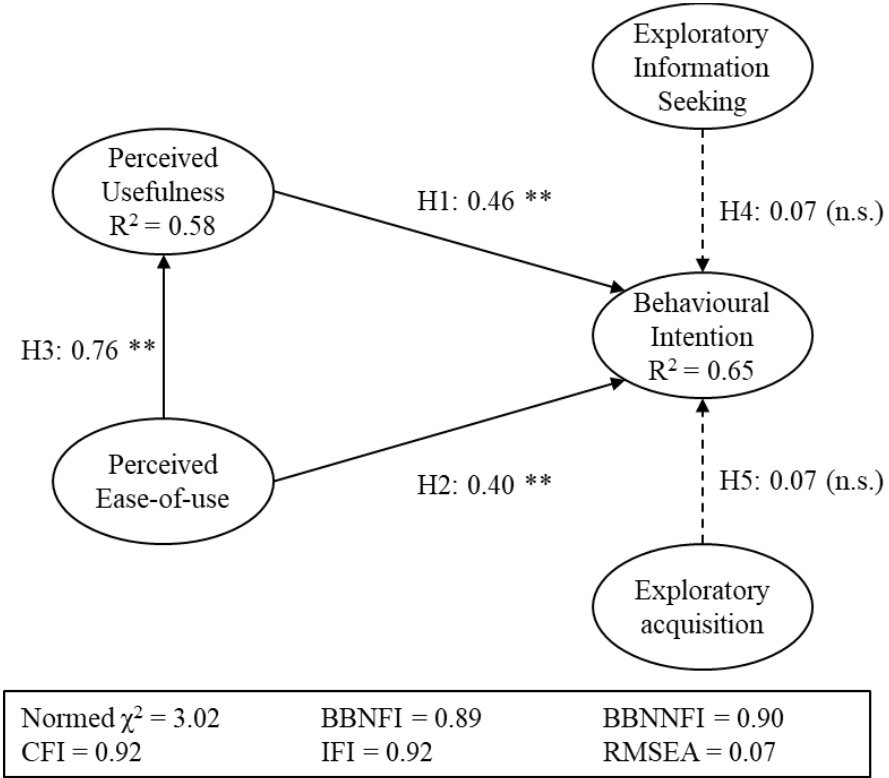 Exploratory
Information
Seeking
Perceived
Usefulness
R² = 0.58
H1: 0.46 **
H4: 0.07 (n.s.)
Behavioural
Intention
R² = 0.65
H3: 0.76 **
Perceived
Ease-of-use
H2: 0.40 **
H5: 0.07 (n.s.)
Exploratory
acquisition
Normed χ² = 3.02 BBNFI = 0.89 BBNNFI = 0.90
CFI = 0.92 IFI = 0.92 RMSEA = 0.07